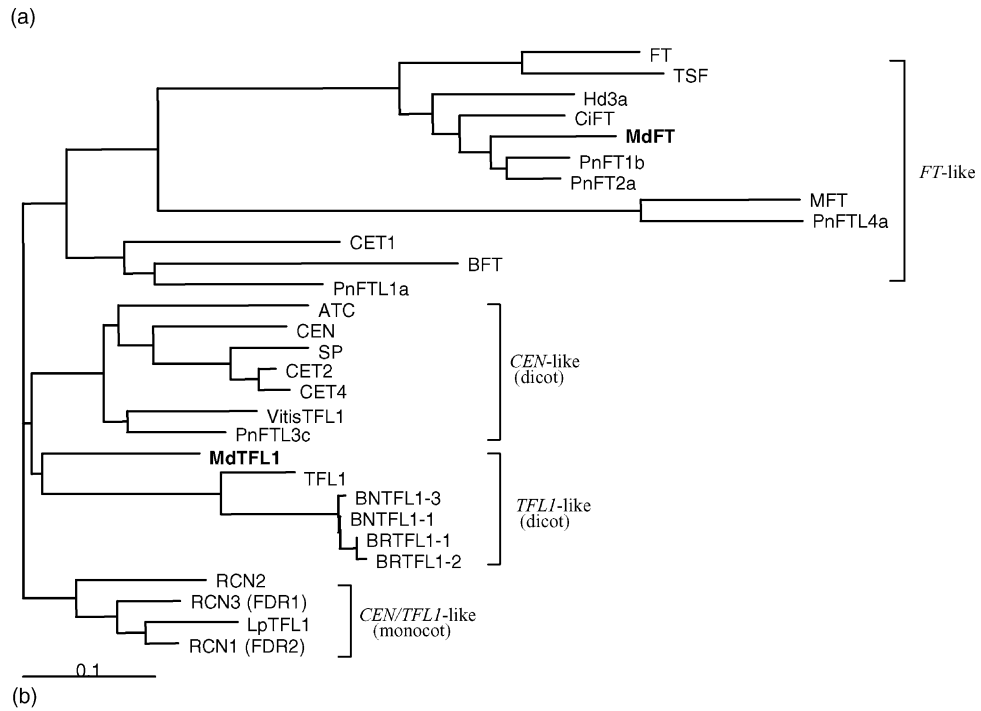 (a)
FT
TSF
Hd3a
CiFT
MdFT
PnFT1b
PnFT2a
FT-like
MFT
PnFTL4a
CET1
BFT
PnFTL1a
ATC
CEN
SP
CET2
CET4
CEN-like
(dicot)
VitisTFL1
PnFTL3c
MdTFL1
TFL1
BNTFL1-3
BNTFL1-1
BRTFL1-1
BRTFL1-2
TFL1-like
(dicot)
RCN2
RCN3 (FDR1)
LpTFL1
RCN1 (FDR2)
CEN/TFL1-like
(monocot)
0.1
(b)